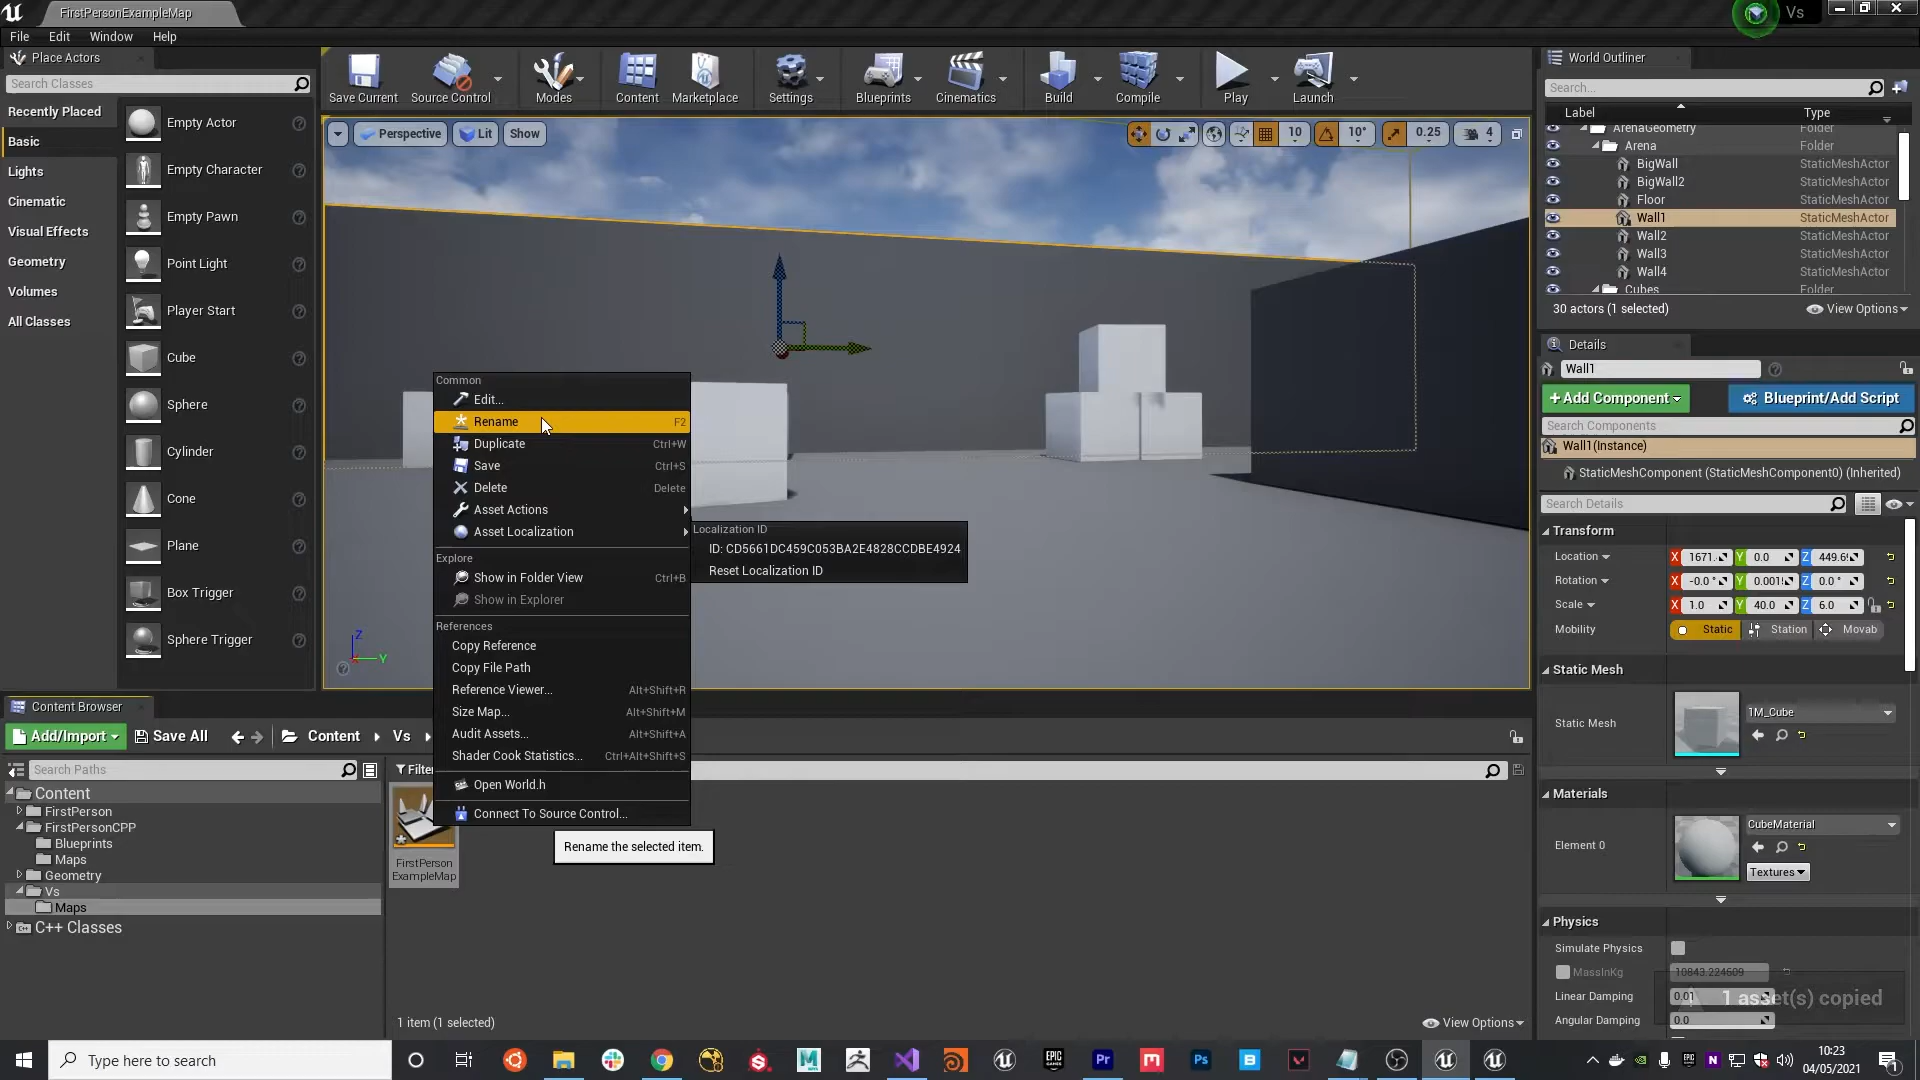 FirstPersonExampleMap
Vs
File Edit Window Help
Place Actors
Search Classes
Recently Placed
Basic
Lights
Cinematic
Visual Effects
Geometry
Volumes
All Classes
Empty Actor
Empty Character
Empty Pawn
Point Light
Player Start
Cube
Sphere
Cylinder
Cone
Plane
Box Trigger
Sphere Trigger
Save Current
Source Control
Modes
Content
Marketplace
Settings
Blueprints
Cinematics
Build
Compile
Play
Launch
Perspective Lit Show
10 10° 0.25 4
Z
Y
Common
Edit...
Rename F2
Duplicate Ctrl+W
Save Ctrl+S
Delete Delete
Asset Actions
Asset Localization
Localization ID
ID: CD5661DC459C053BA2E4828CCDBE4924
Reset Localization ID
Explore
Show in Folder View Ctrl+B
Show in Explorer
References
Copy Reference
Copy File Path
Reference Viewer... Alt+Shift+R
Size Map... Alt+Shift+M
Audit Assets... Alt+Shift+A
Shader Cook Statistics... Ctrl+Alt+Shift+S
Open World.h
Connect To Source Control...
Rename the selected item.
World Outliner
Search...
Label Type
ArenaGeometry Folder
Arena Folder
BigWall StaticMeshActor
BigWall2 StaticMeshActor
Floor StaticMeshActor
Wall1 StaticMeshActor
Wall2 StaticMeshActor
Wall3 StaticMeshActor
Wall4 StaticMeshActor
Cubes Folder
30 actors (1 selected) View Options
Details
Wall1
+Add Component Blueprint/Add Script
Search Components
Wall1(Instance)
StaticMeshComponent (StaticMeshComponent0) (Inherited)
Search Details
Transform
Location X 1671. Y 0.0 Z 449.6
Rotation X -0.0 ° Y 0.001 Z 0.0 °
Scale X 1.0 Y 40.0 Z 6.0
Mobility Static Station Movab
Static Mesh
Static Mesh 1M_Cube
Materials
Element 0 CubeMaterial
Textures
Physics
Simulate Physics
MassInKg 10843.224609
Linear Damping 0.01
Angular Damping 0.0
1 asset(s) copied
Content Browser
Add/Import Save All Content Vs
Search Paths
Filter
Content
FirstPerson
FirstPersonCPP
Blueprints
Maps
Geometry
Vs
Maps
C++ Classes
FirstPerson
ExampleMap
1 item (1 selected) View Options
Type here to search
EPIC
GAMES
Pr
Ps
N
10:23
04/05/2021
1